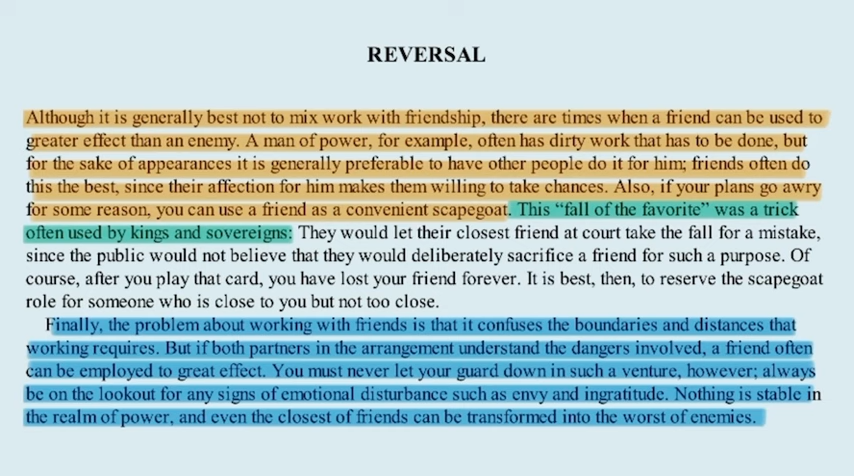 REVERSAL
Although it is generally best not to mix work with friendship, there are times when a friend can be used to
greater effect than an enemy. A man of power, for example, often has dirty work that has to be done, but
for the sake of appearances it is generally preferable to have other people do it for him; friends often do
this the best, since their affection for him makes them willing to take chances. Also, if your plans go awry
for some reason, you can use a friend as a convenient scapegoat. This “fall of the favorite” was a trick
often used by kings and sovereigns: They would let their closest friend at court take the fall for a mistake,
since the public would not believe that they would deliberately sacrifice a friend for such a purpose. Of
course, after you play that card, you have lost your friend forever. It is best, then, to reserve the scapegoat
role for someone who is close to you but not too close.
Finally, the problem about working with friends is that it confuses the boundaries and distances that
working requires. But if both partners in the arrangement understand the dangers involved, a friend often
can be employed to great effect. You must never let your guard down in such a venture, however; always
be on the lookout for any signs of emotional disturbance such as envy and ingratitude. Nothing is stable in
the realm of power, and even the closest of friends can be transformed into the worst of enemies.